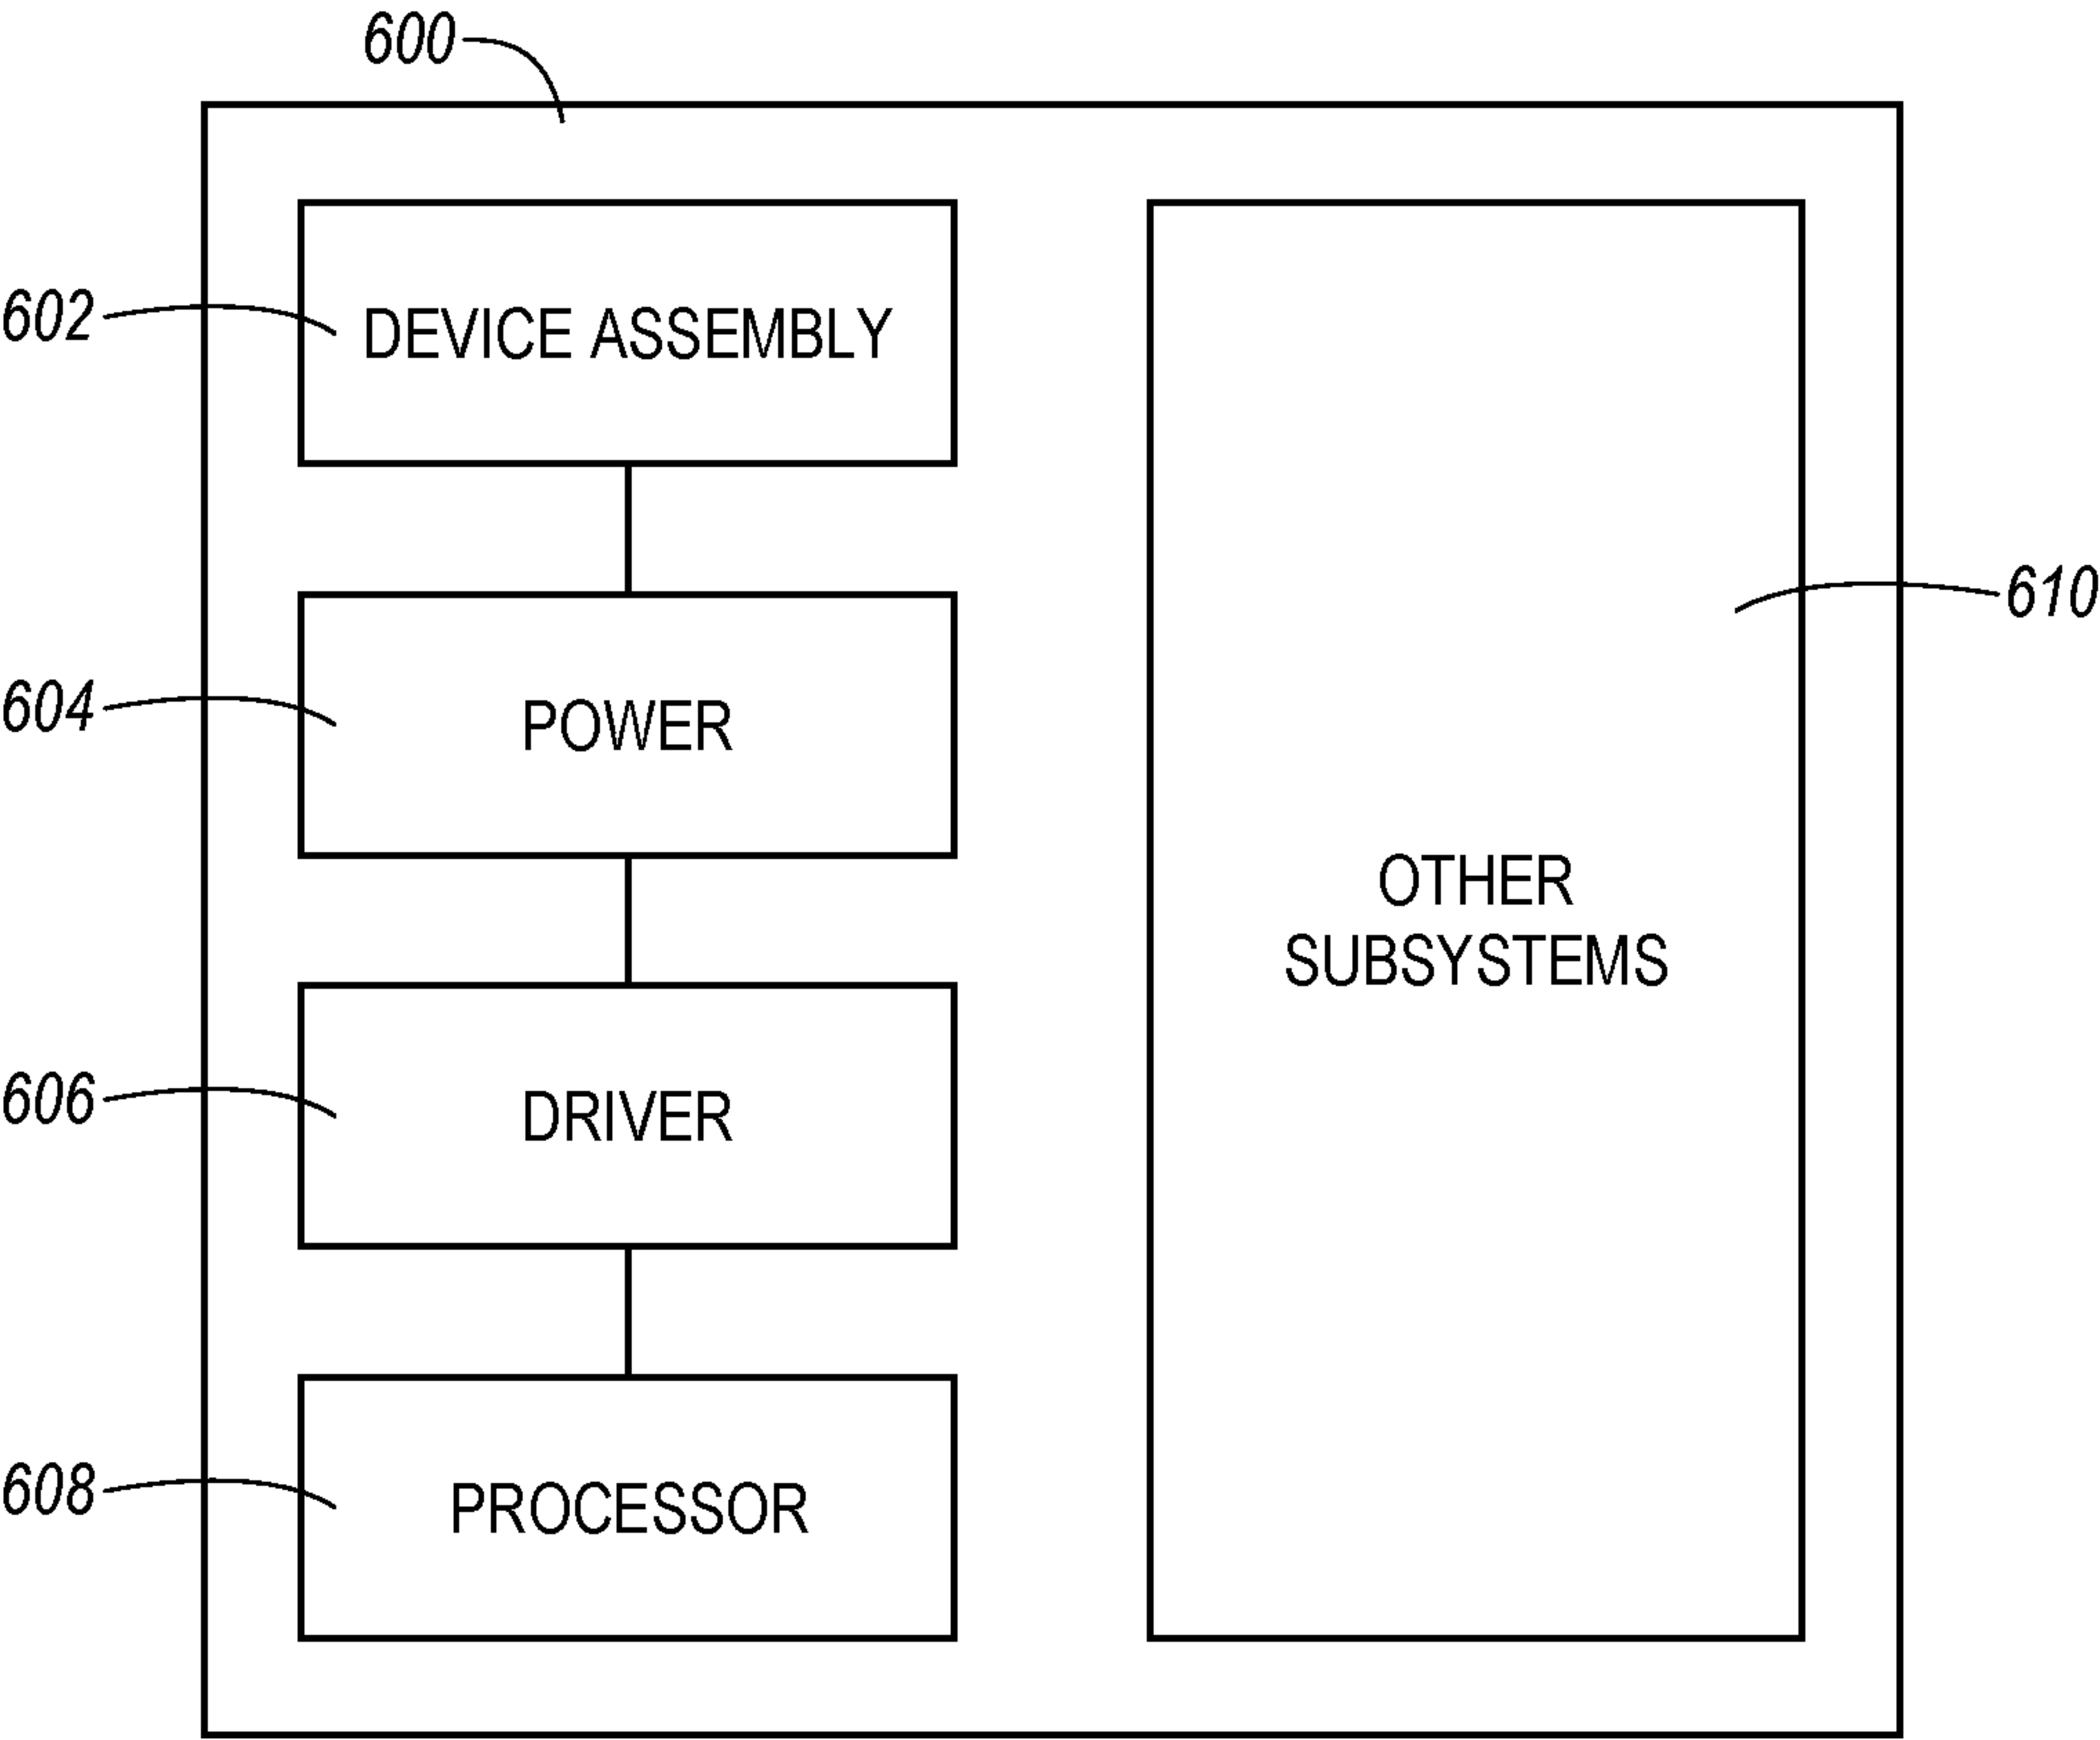 600
602
DEVICE ASSEMBLY
604
POWER
606
DRIVER
608
PROCESSOR
610
OTHER
SUBSYSTEMS